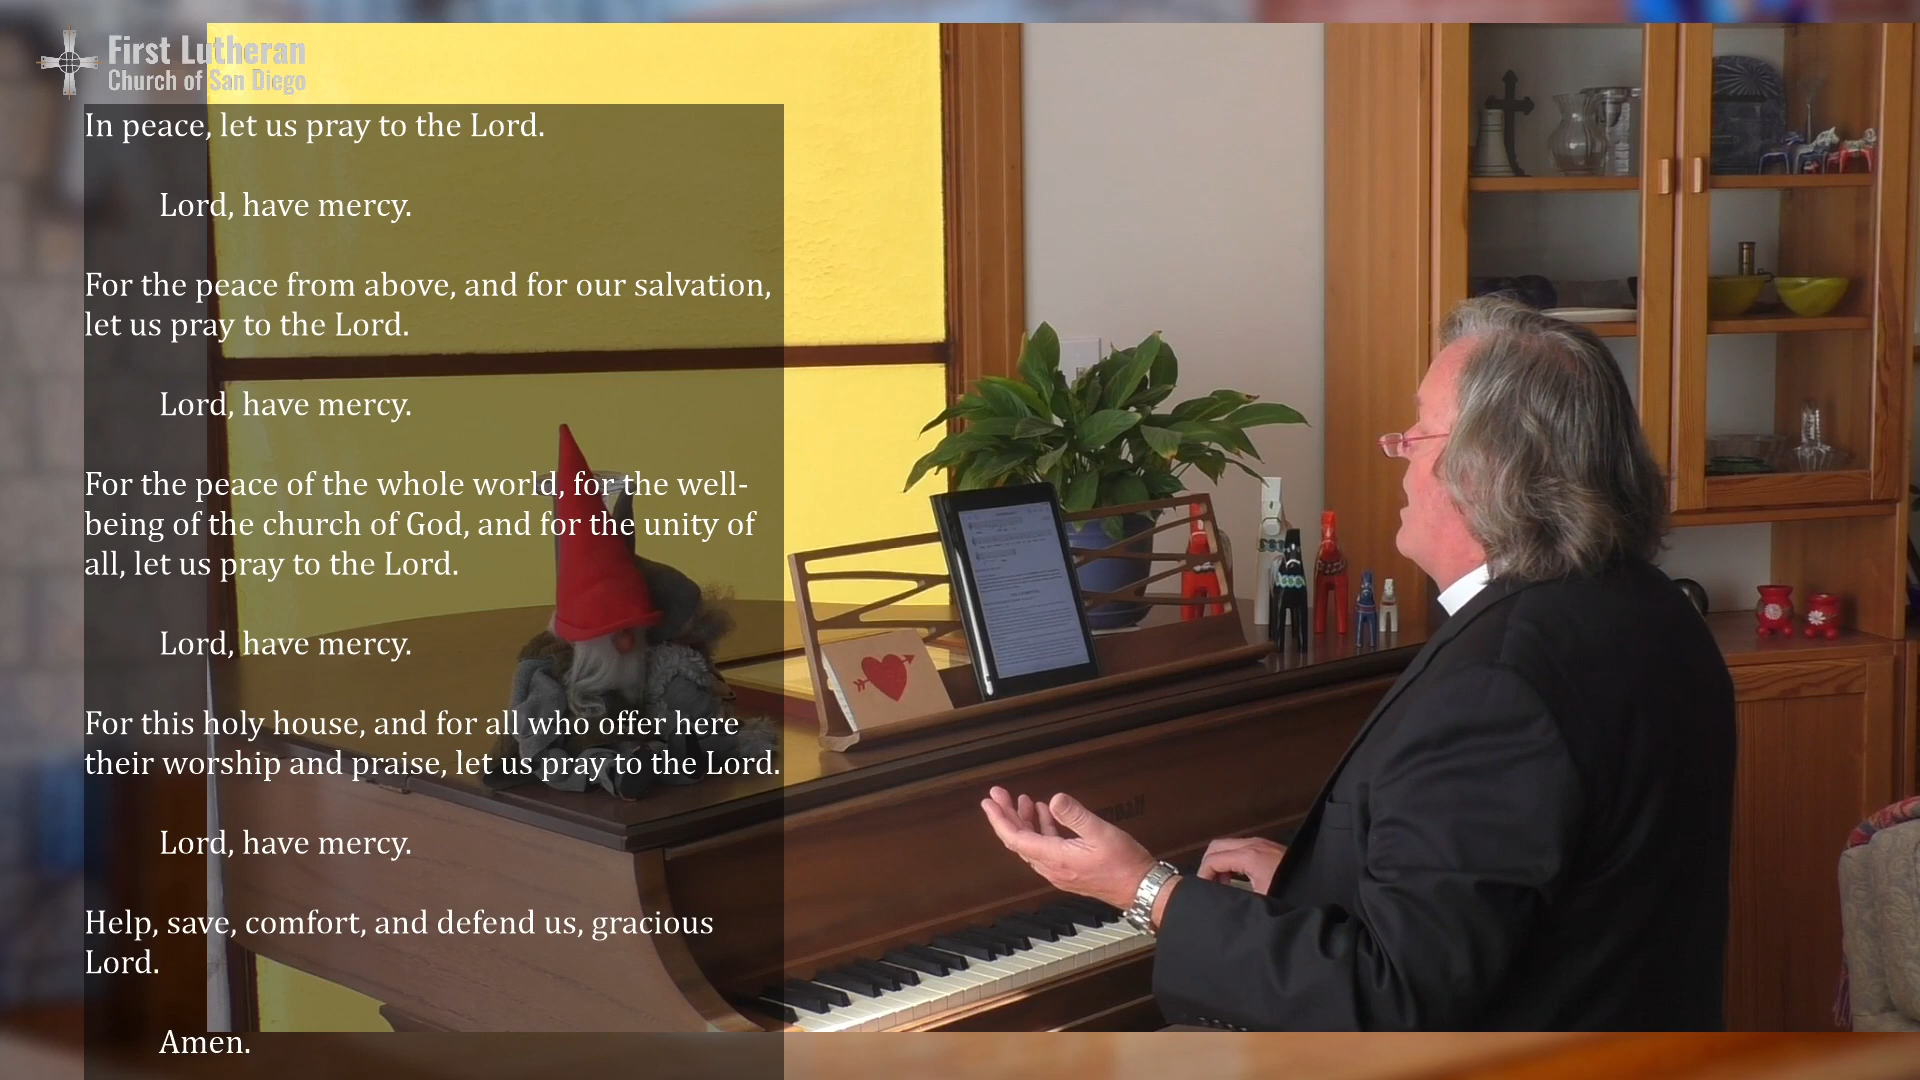 First Lutheran
Church of San Diego
In peace, let us pray to the Lord.
Lord, have mercy.
For the peace from above, and for our salvation,
let us pray to the Lord.
Lord, have mercy.
For the peace of the whole world, for the well-
being of the church of God, and for the unity of
all, let us pray to the Lord.
Lord, have mercy.
For this holy house, and for all who offer here
their worship and praise, let us pray to the Lord.
Lord, have mercy.
Help, save, comfort, and defend us, gracious
Lord.
Amen.